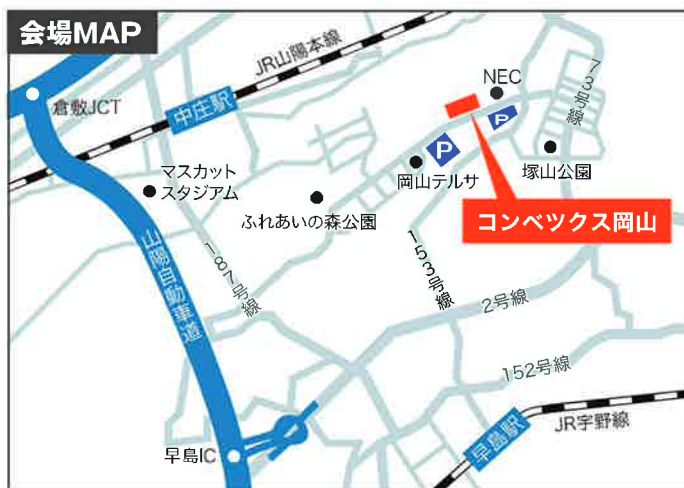 会場MAP
JR山陽本線
中庄駅
倉敷JCT
NEC
73号線
P
P
マスカット
スタジアム
岡山テルサ
塚山公園
ふれあいの森公園
コンベックス岡山
187号線
153号線
山陽自動車道
2号線
152号線
早島駅
JR宇野線
早島IC